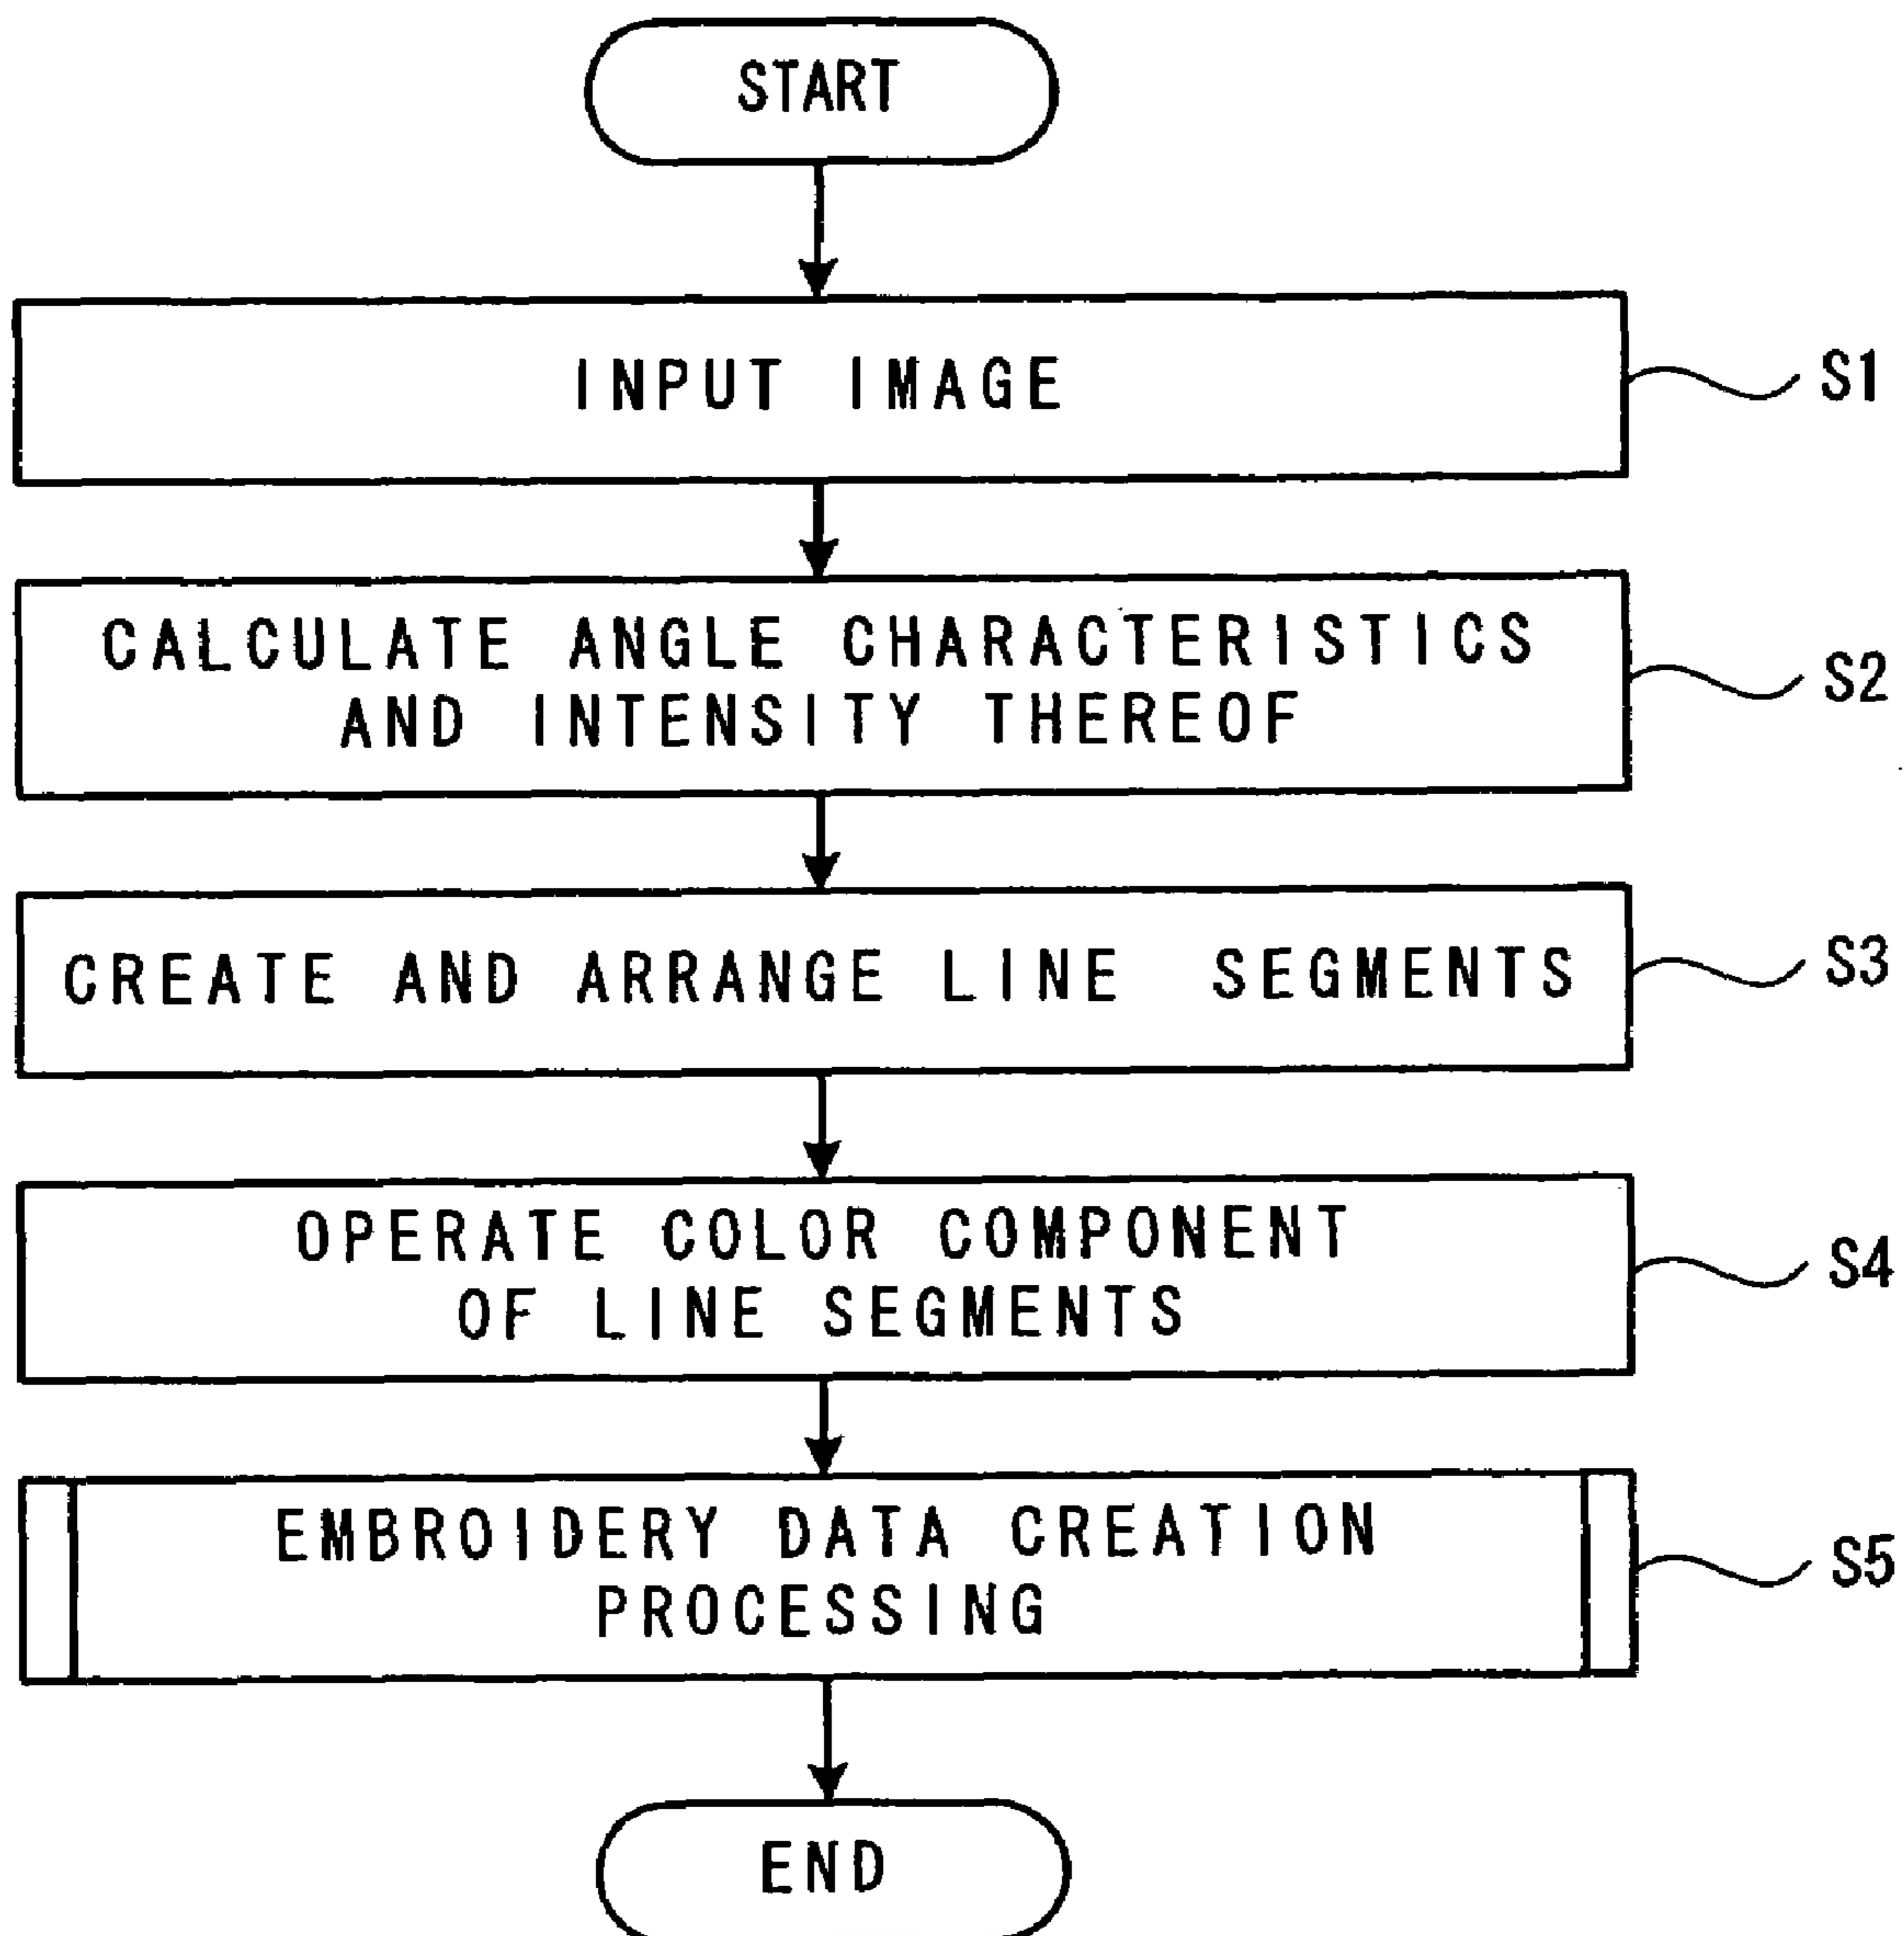 START
INPUT IMAGE
S1
CALCULATE ANGLE CHARACTERISTICS
AND INTENSITY THEREOF
S2
CREATE AND ARRANGE LINE SEGMENTS
S3
OPERATE COLOR COMPONENT
OF LINE SEGMENTS
S4
EMBROIDERY DATA CREATION
PROCESSING
S5
END